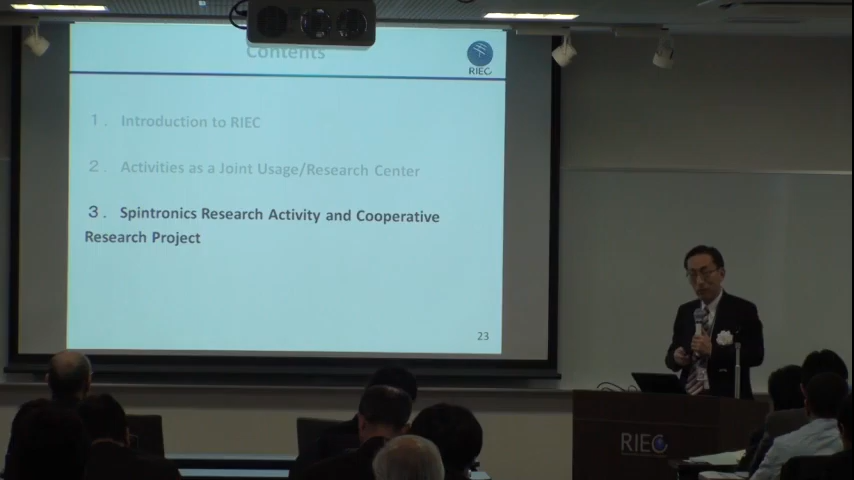 Contents
RIEC
１． Introduction to RIEC
２． Activities as a Joint Usage/Research Center
３． Spintronics Research Activity and Cooperative
Research Project
23
RIEC